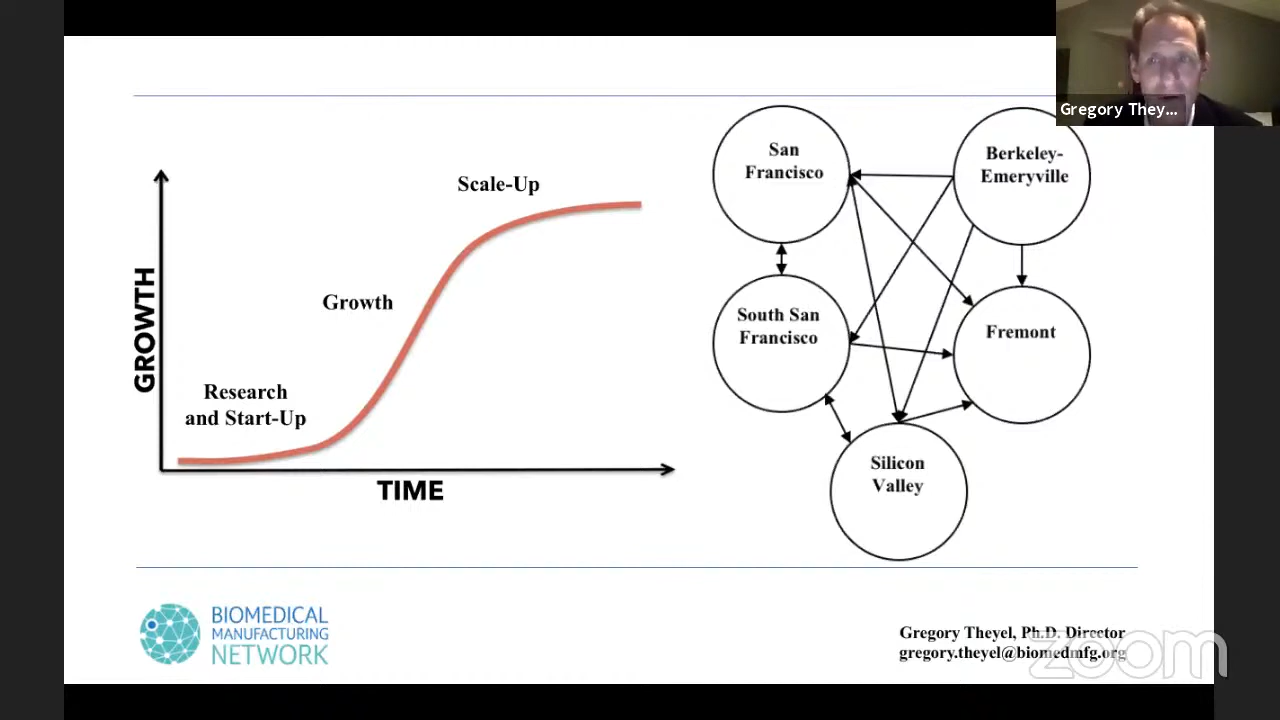 Gregory They...
Scale-Up
Growth
Research
and Start-Up
GROWTH
TIME
San
Francisco
Berkeley-
Emeryville
South San
Francisco
Fremont
Silicon
Valley
BIOMEDICAL
MANUFACTURING
NETWORK
Gregory Theyel, Ph.D. Director
gregory.theyel@biomedmfg.org
zoom